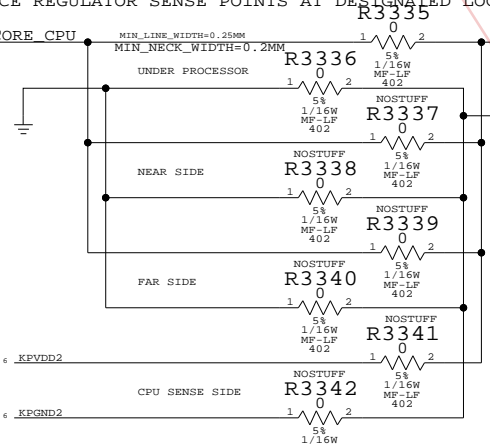 CE REGULATOR SENSE POINTS AT DESIGNATED LOC
R3335
CORE_CPU
MIN_LINE_WIDTH=0.25MM
MIN_NECK_WIDTH=0.2MM
1 0 2
5%
1/16W
MF-LF
402
UNDER PROCESSOR
R3336
1 0 2
5%
1/16W
MF-LF
402
NOSTUFF
R3337
1 0 2
5%
1/16W
MF-LF
402
NEAR SIDE
NOSTUFF
R3338
1 0 2
5%
1/16W
MF-LF
402
NOSTUFF
R3339
1 0 2
5%
1/16W
MF-LF
402
FAR SIDE
NOSTUFF
R3340
1 0 2
5%
1/16W
MF-LF
402
NOSTUFF
R3341
6 KPVDD2
1 0 2
5%
1/16W
MF-LF
402
CPU SENSE SIDE
NOSTUFF
R3342
6 KPGND2
1 0 2
5%
1/16W